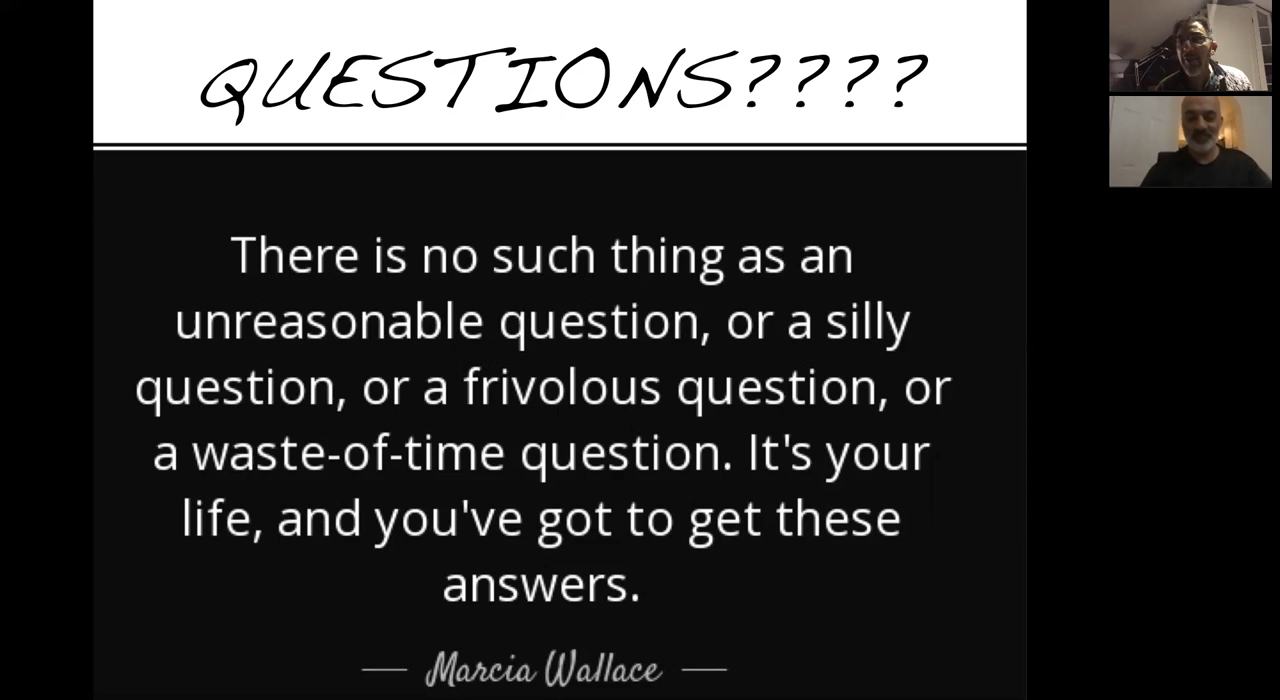 QUESTIONS????
There is no such thing as an
unreasonable question, or a silly
question, or a frivolous question, or
a waste-of-time question. It's your
life, and you've got to get these
answers.
Marcia Wallace